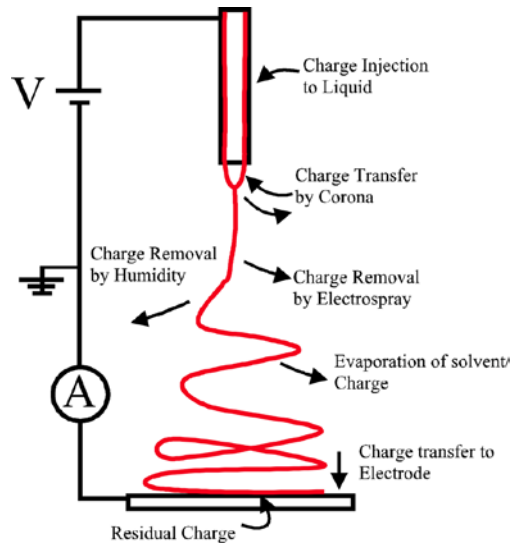 Charge Injection
to Liquid
V
Charge Transfer
by Corona
Charge Removal
by Humidity
Charge Removal
by Electrospray
Evaporation of solvent/
Charge
A
Charge transfer to
Electrode
Residual Charge